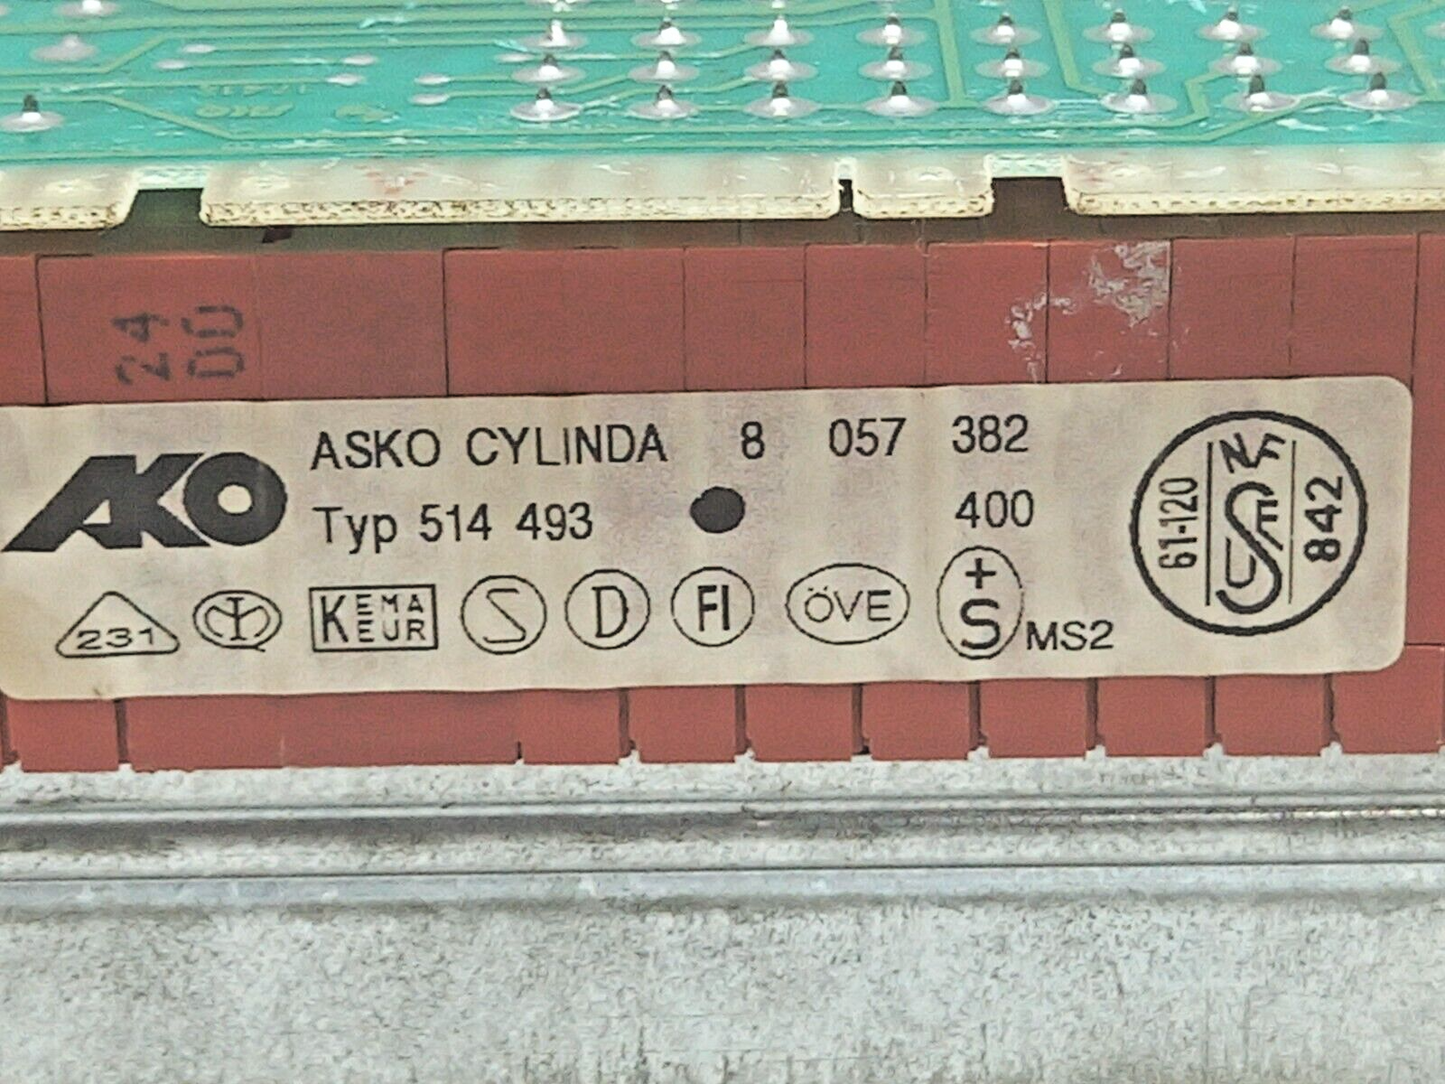 24
00
AKO
ASKO CYLINDA 8 057 382
Typ 514 493 400
231
KEMA
EUR
S
D
FI
ÖVE
+
S
MS2
61-120
NF
USE
842